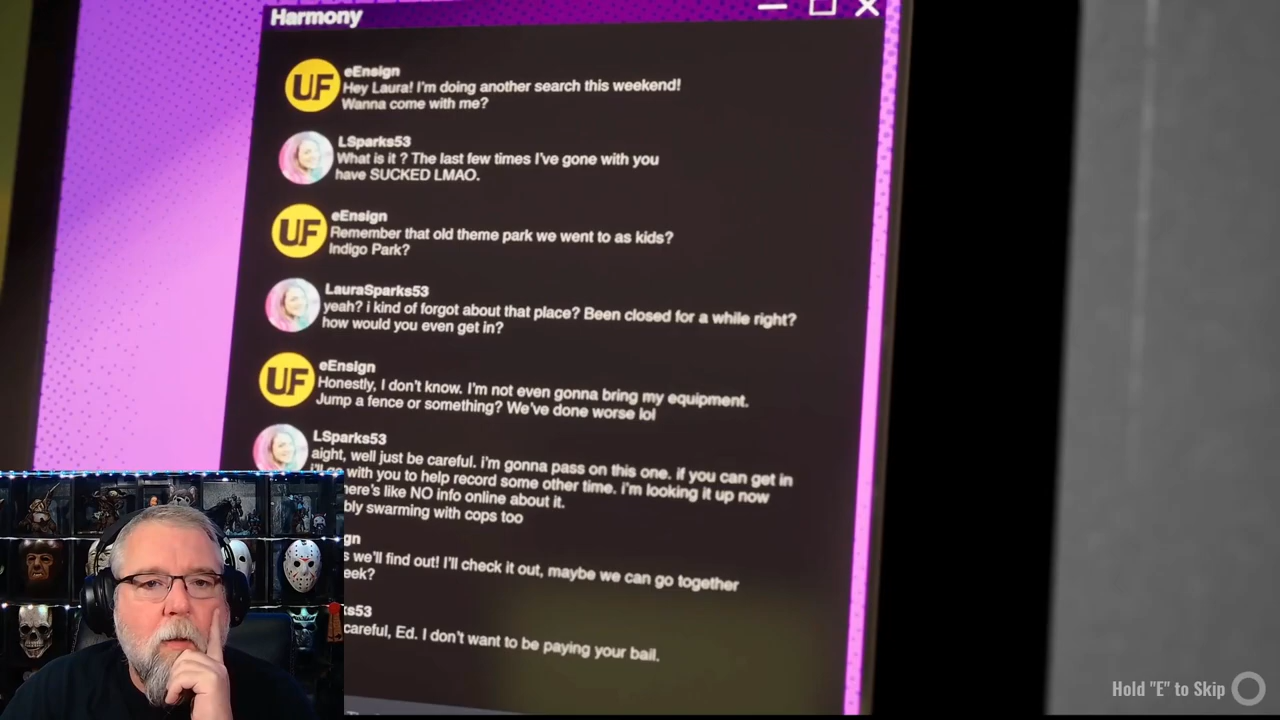 Harmony
UF
eEnsign
Hey Laura! I'm doing another search this weekend!
Wanna come with me?
LSparks53
What is it ? The last few times I've gone with you
have SUCKED LMAO.
UF
eEnsign
Remember that old theme park we went to as kids?
Indigo Park?
LauraSparks53
yeah? i kind of forgot about that place? Been closed for a while right?
how would you even get in?
UF
eEnsign
Honestly, I don't know. I'm not even gonna bring my equipment.
Jump a fence or something? We've done worse lol
LSparks53
aight, well just be careful. i'm gonna pass on this one. if you can get in
with you to help record some other time. i'm looking it up now
here's like NO info online about it.
bly swarming with cops too
gn
s we'll find out! I'll check it out, maybe we can go together
eek?
ks53
careful, Ed. I don't want to be paying your bail.
Hold "E" to Skip